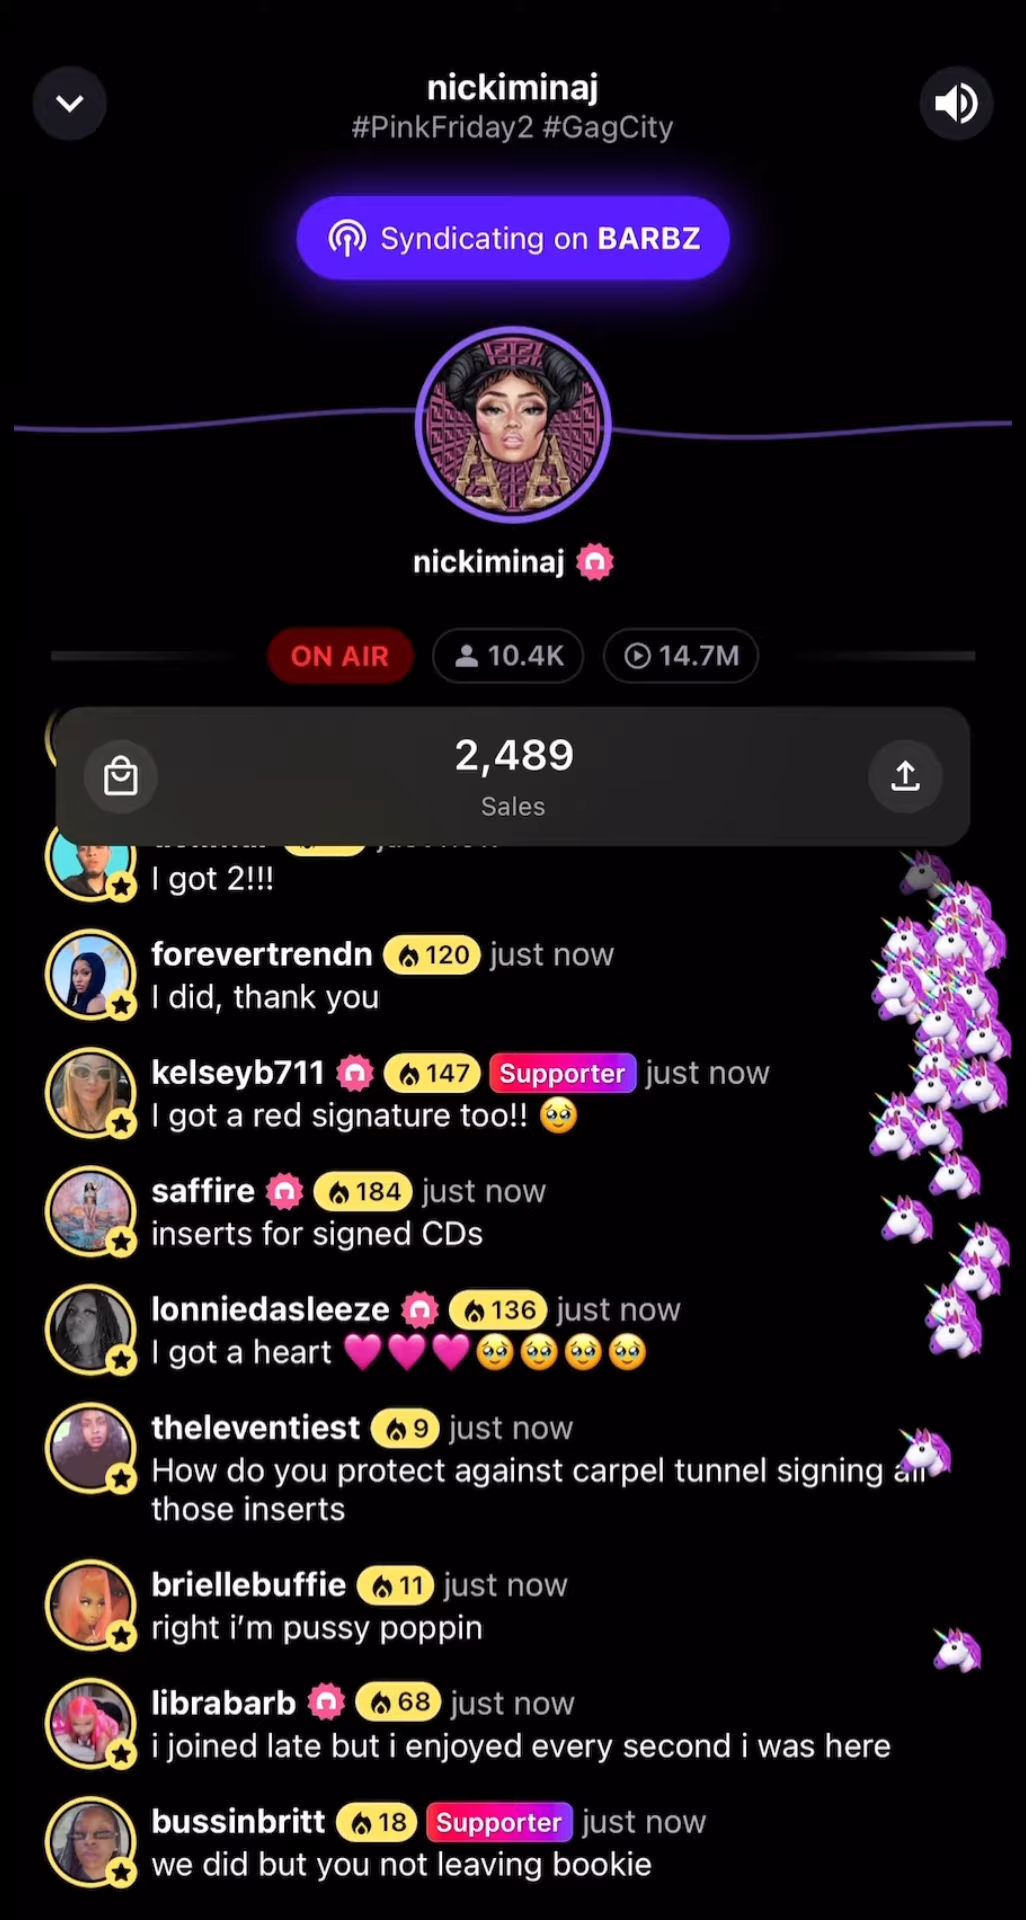 nickiminaj
#PinkFriday2 #GagCity
Syndicating on BARBZ
nickiminaj
ON AIR 10.4K 14.7M
2,489
Sales
I got 2!!!
forevertrendn 120 just now
I did, thank you
kelseyb711 147 Supporter just now
I got a red signature too!! 🥹
saffire 184 just now
inserts for signed CDs
lonniedasleeze 136 just now
I got a heart 🩷🩷🩷🥹🥹🥹🥹
theleventiest 9 just now
How do you protect against carpel tunnel signing all
those inserts
briellebuffie 11 just now
right i’m pussy poppin
librabarb 68 just now
i joined late but i enjoyed every second i was here
bussinbritt 18 Supporter just now
we did but you not leaving bookie